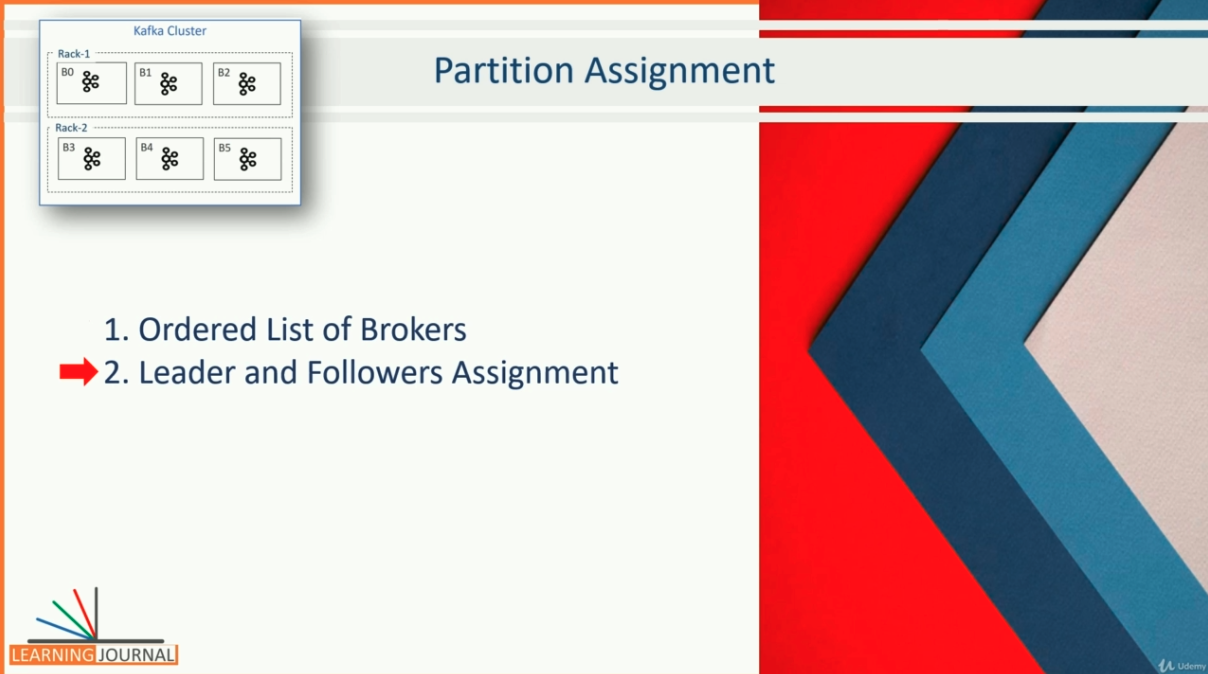 Kafka Cluster
Rack-1
B0
B1
B2
Rack-2
B3
B4
B5
Partition Assignment
1. Ordered List of Brokers
2. Leader and Followers Assignment
LEARNING JOURNAL
Udemy